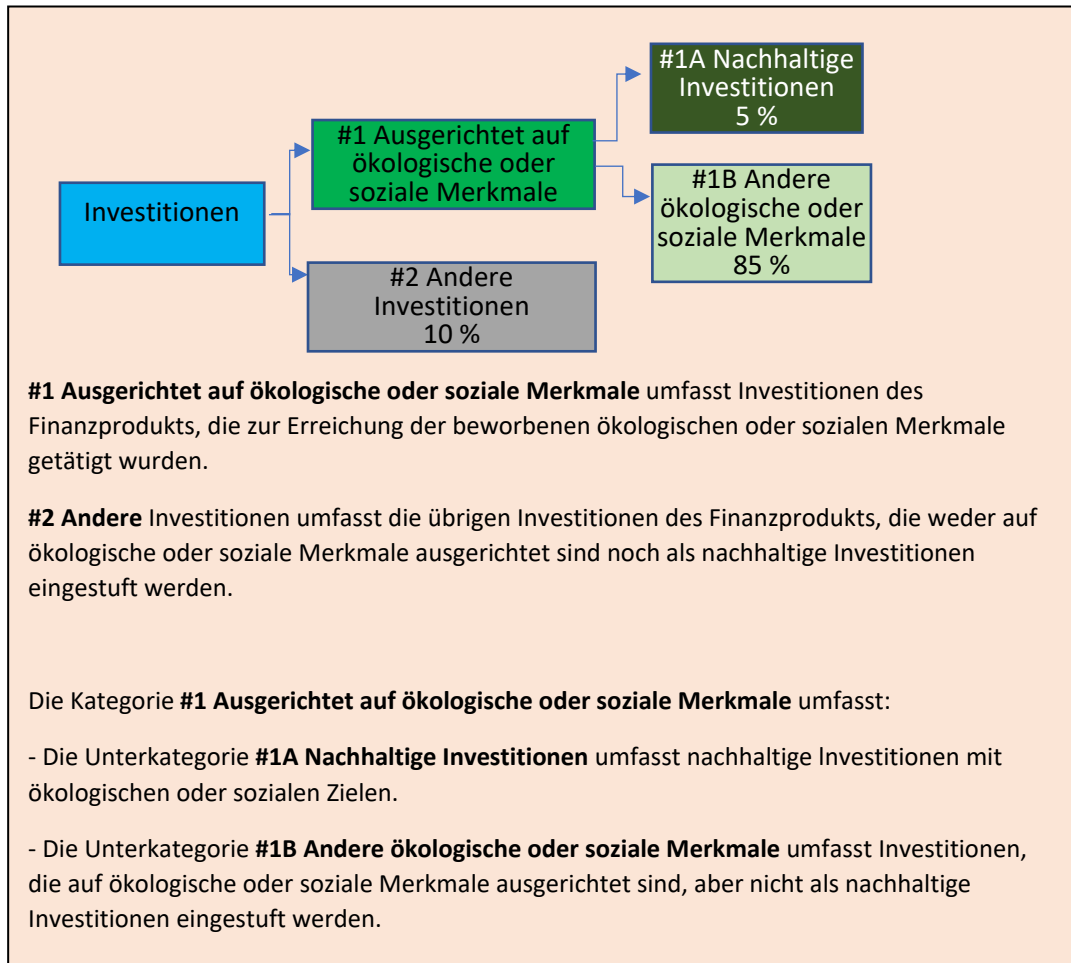 #1A Nachhaltige
Investitionen
5 %
#1 Ausgerichtet auf
ökologische oder
soziale Merkmale
#1B Andere
ökologische oder
soziale Merkmale
85 %
Investitionen
#2 Andere
Investitionen
10 %
#1 Ausgerichtet auf ökologische oder soziale Merkmale umfasst Investitionen des
Finanzprodukts, die zur Erreichung der beworbenen ökologischen oder sozialen Merkmale
getätigt wurden.
#2 Andere Investitionen umfasst die übrigen Investitionen des Finanzprodukts, die weder auf
ökologische oder soziale Merkmale ausgerichtet sind noch als nachhaltige Investitionen
eingestuft werden.
Die Kategorie #1 Ausgerichtet auf ökologische oder soziale Merkmale umfasst:
- Die Unterkategorie #1A Nachhaltige Investitionen umfasst nachhaltige Investitionen mit
ökologischen oder sozialen Zielen.
- Die Unterkategorie #1B Andere ökologische oder soziale Merkmale umfasst Investitionen,
die auf ökologische oder soziale Merkmale ausgerichtet sind, aber nicht als nachhaltige
Investitionen eingestuft werden.